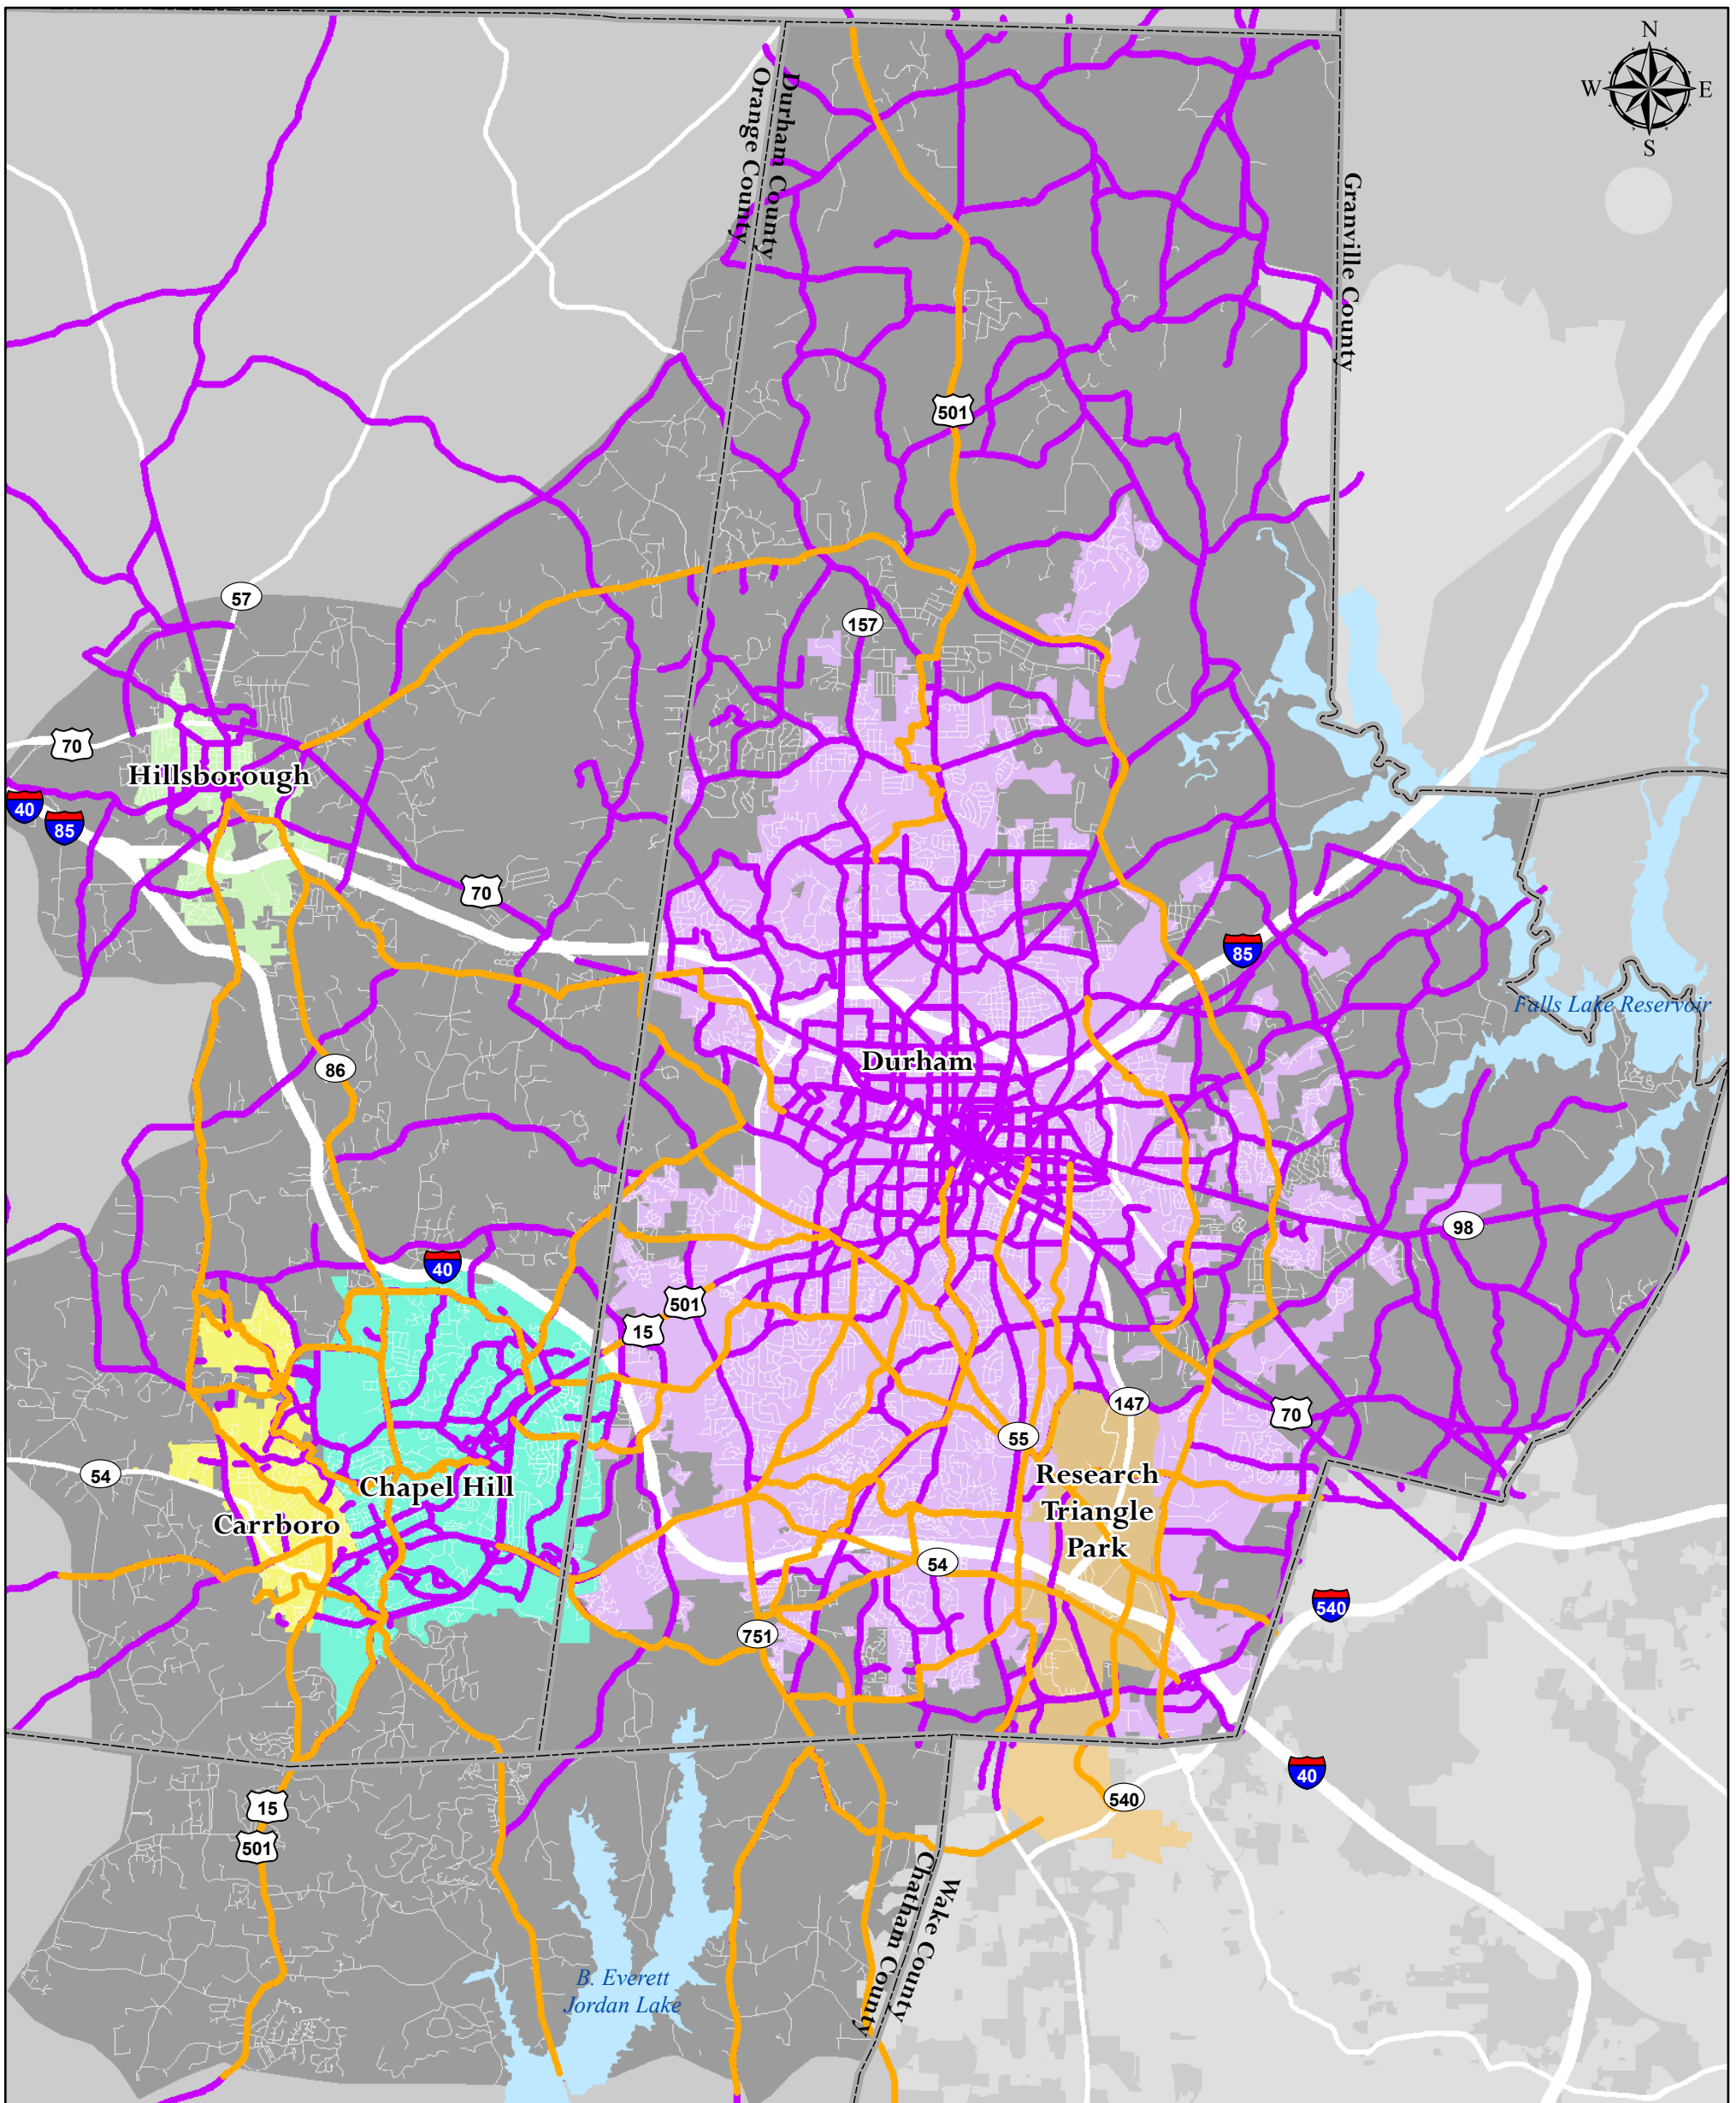 N
W
E
S
Durham County
Orange County
Granville County
501
57
157
70
Hillsborough
40
85
70
85
Falls Lake Reservoir
Durham
86
98
40
501
15
147
70
55
54
Research
Triangle
Park
Chapel Hill
Carrboro
54
540
751
40
15
540
501
Wake County
Chatham County
B. Everett
Jordan Lake